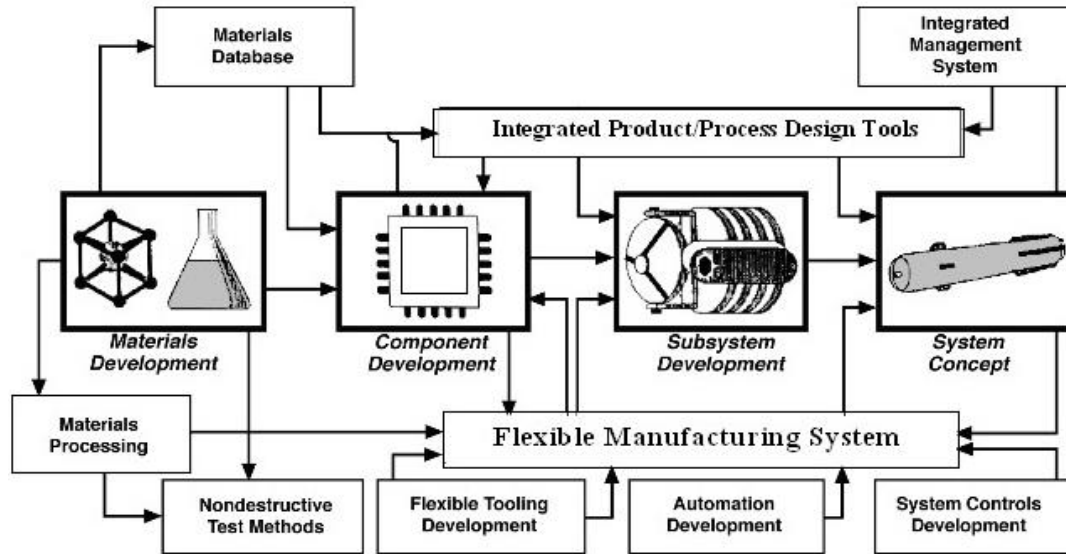 Materials
Database
Integrated
Management
System
Integrated Product/Process Design Tools
Materials
Development
Component
Development
Subsystem
Development
System
Concept
Materials
Processing
Flexible Manufacturing System
Nondestructive
Test Methods
Flexible Tooling
Development
Automation
Development
System Controls
Development